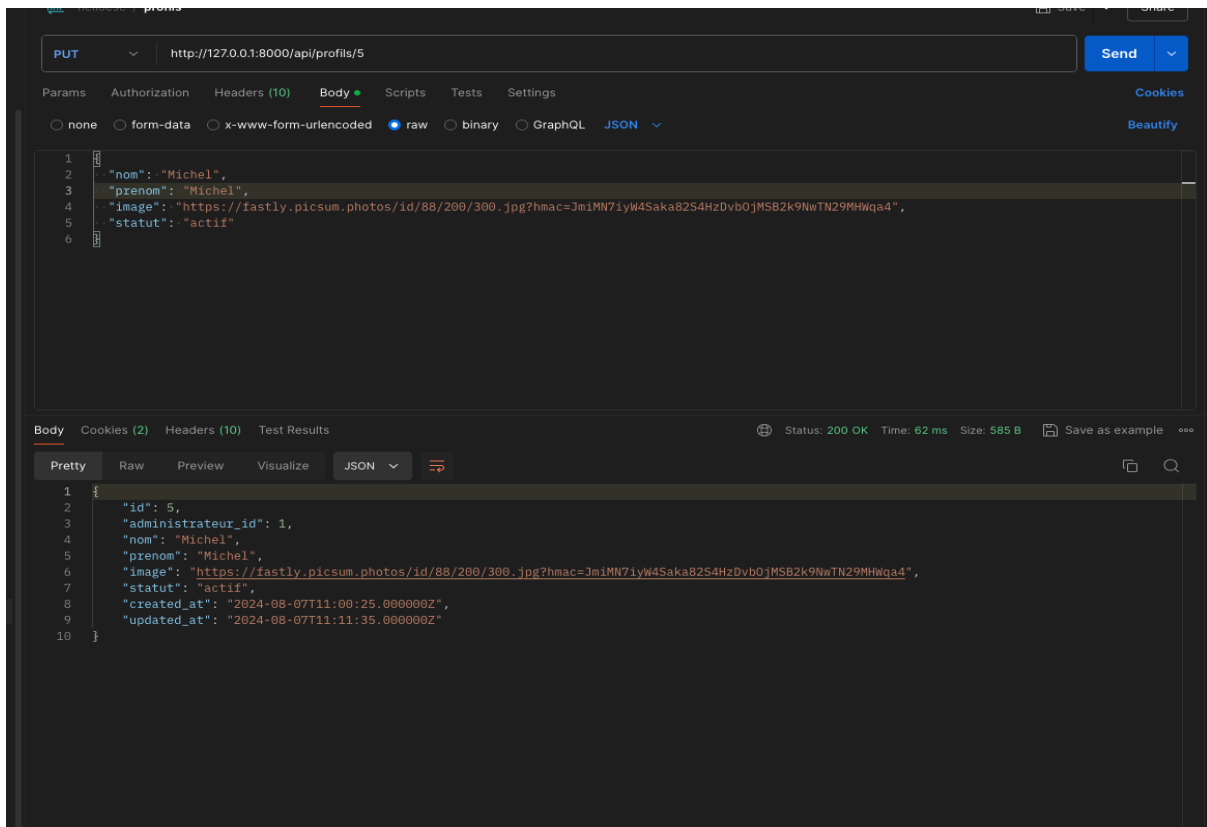 profils
Save
Share
PUT
http://127.0.0.1:8000/api/profils/5
Send
Params Authorization Headers (10) Body Scripts Tests Settings Cookies
none form-data x-www-form-urlencoded raw binary GraphQL JSON Beautify
1 {
2 "nom": "Michel",
3 "prenom": "Michel",
4 "image": "https://fastly.picsum.photos/id/88/200/300.jpg?hmac=JmiMN7iyW4Saka82S4HzDvbOjMSB2k9NwTN29MHWqa4",
5 "statut": "actif"
6 }
Body Cookies (2) Headers (10) Test Results Status: 200 OK Time: 62 ms Size: 585 B Save as example
Pretty Raw Preview Visualize JSON
1 {
2 "id": 5,
3 "administrateur_id": 1,
4 "nom": "Michel",
5 "prenom": "Michel",
6 "image": "https://fastly.picsum.photos/id/88/200/300.jpg?hmac=JmiMN7iyW4Saka82S4HzDvbOjMSB2k9NwTN29MHWqa4",
7 "statut": "actif",
8 "created_at": "2024-08-07T11:00:25.000000Z",
9 "updated_at": "2024-08-07T11:11:35.000000Z"
10 }